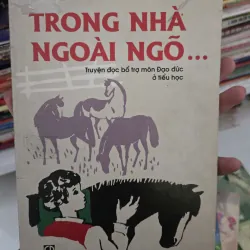 TRONG NHÀ
NGOÀI NGÕ...
Truyện đọc bổ trợ môn Đạo đức
ở tiểu học